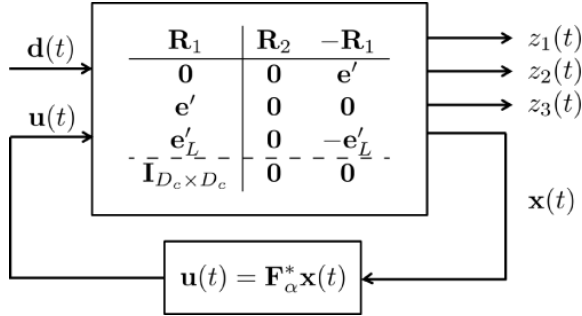 d(t)
u(t)
R₁ R₂ −R₁
0 0 e′
e′ 0 0
e′_L 0 −e′_L
I_{D_c×D_c} 0 0
z₁(t)
z₂(t)
z₃(t)
x(t)
u(t) = F*_α x(t)